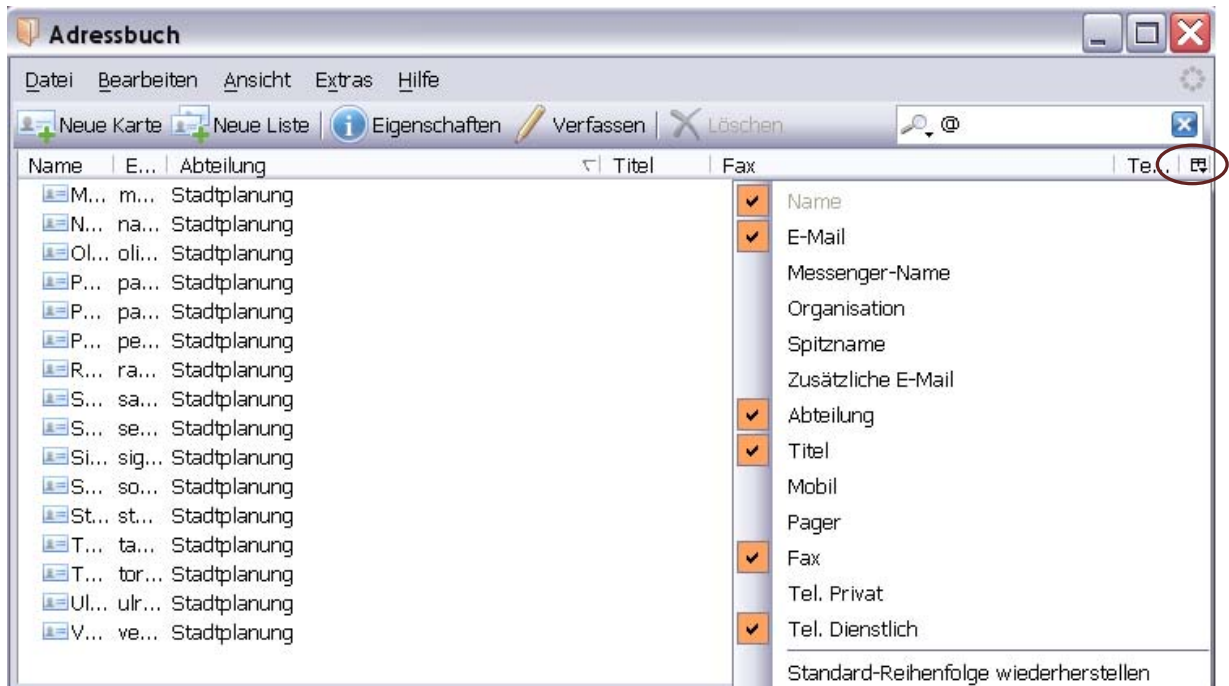 Adressbuch
Datei Bearbeiten Ansicht Extras Hilfe
Neue Karte Neue Liste Eigenschaften Verfassen Löschen @
Name E... Abteilung Titel Fax Te...
M... m... Stadtplanung
N... na... Stadtplanung
Ol... oli... Stadtplanung
P... pa... Stadtplanung
P... pa... Stadtplanung
P... pe... Stadtplanung
R... ra... Stadtplanung
S... sa... Stadtplanung
S... se... Stadtplanung
Si... sig... Stadtplanung
S... so... Stadtplanung
St... st... Stadtplanung
T... ta... Stadtplanung
T... tor... Stadtplanung
Ul... ulr... Stadtplanung
V... ve... Stadtplanung
Name
E-Mail
Messenger-Name
Organisation
Spitzname
Zusätzliche E-Mail
Abteilung
Titel
Mobil
Pager
Fax
Tel. Privat
Tel. Dienstlich
Standard-Reihenfolge wiederherstellen